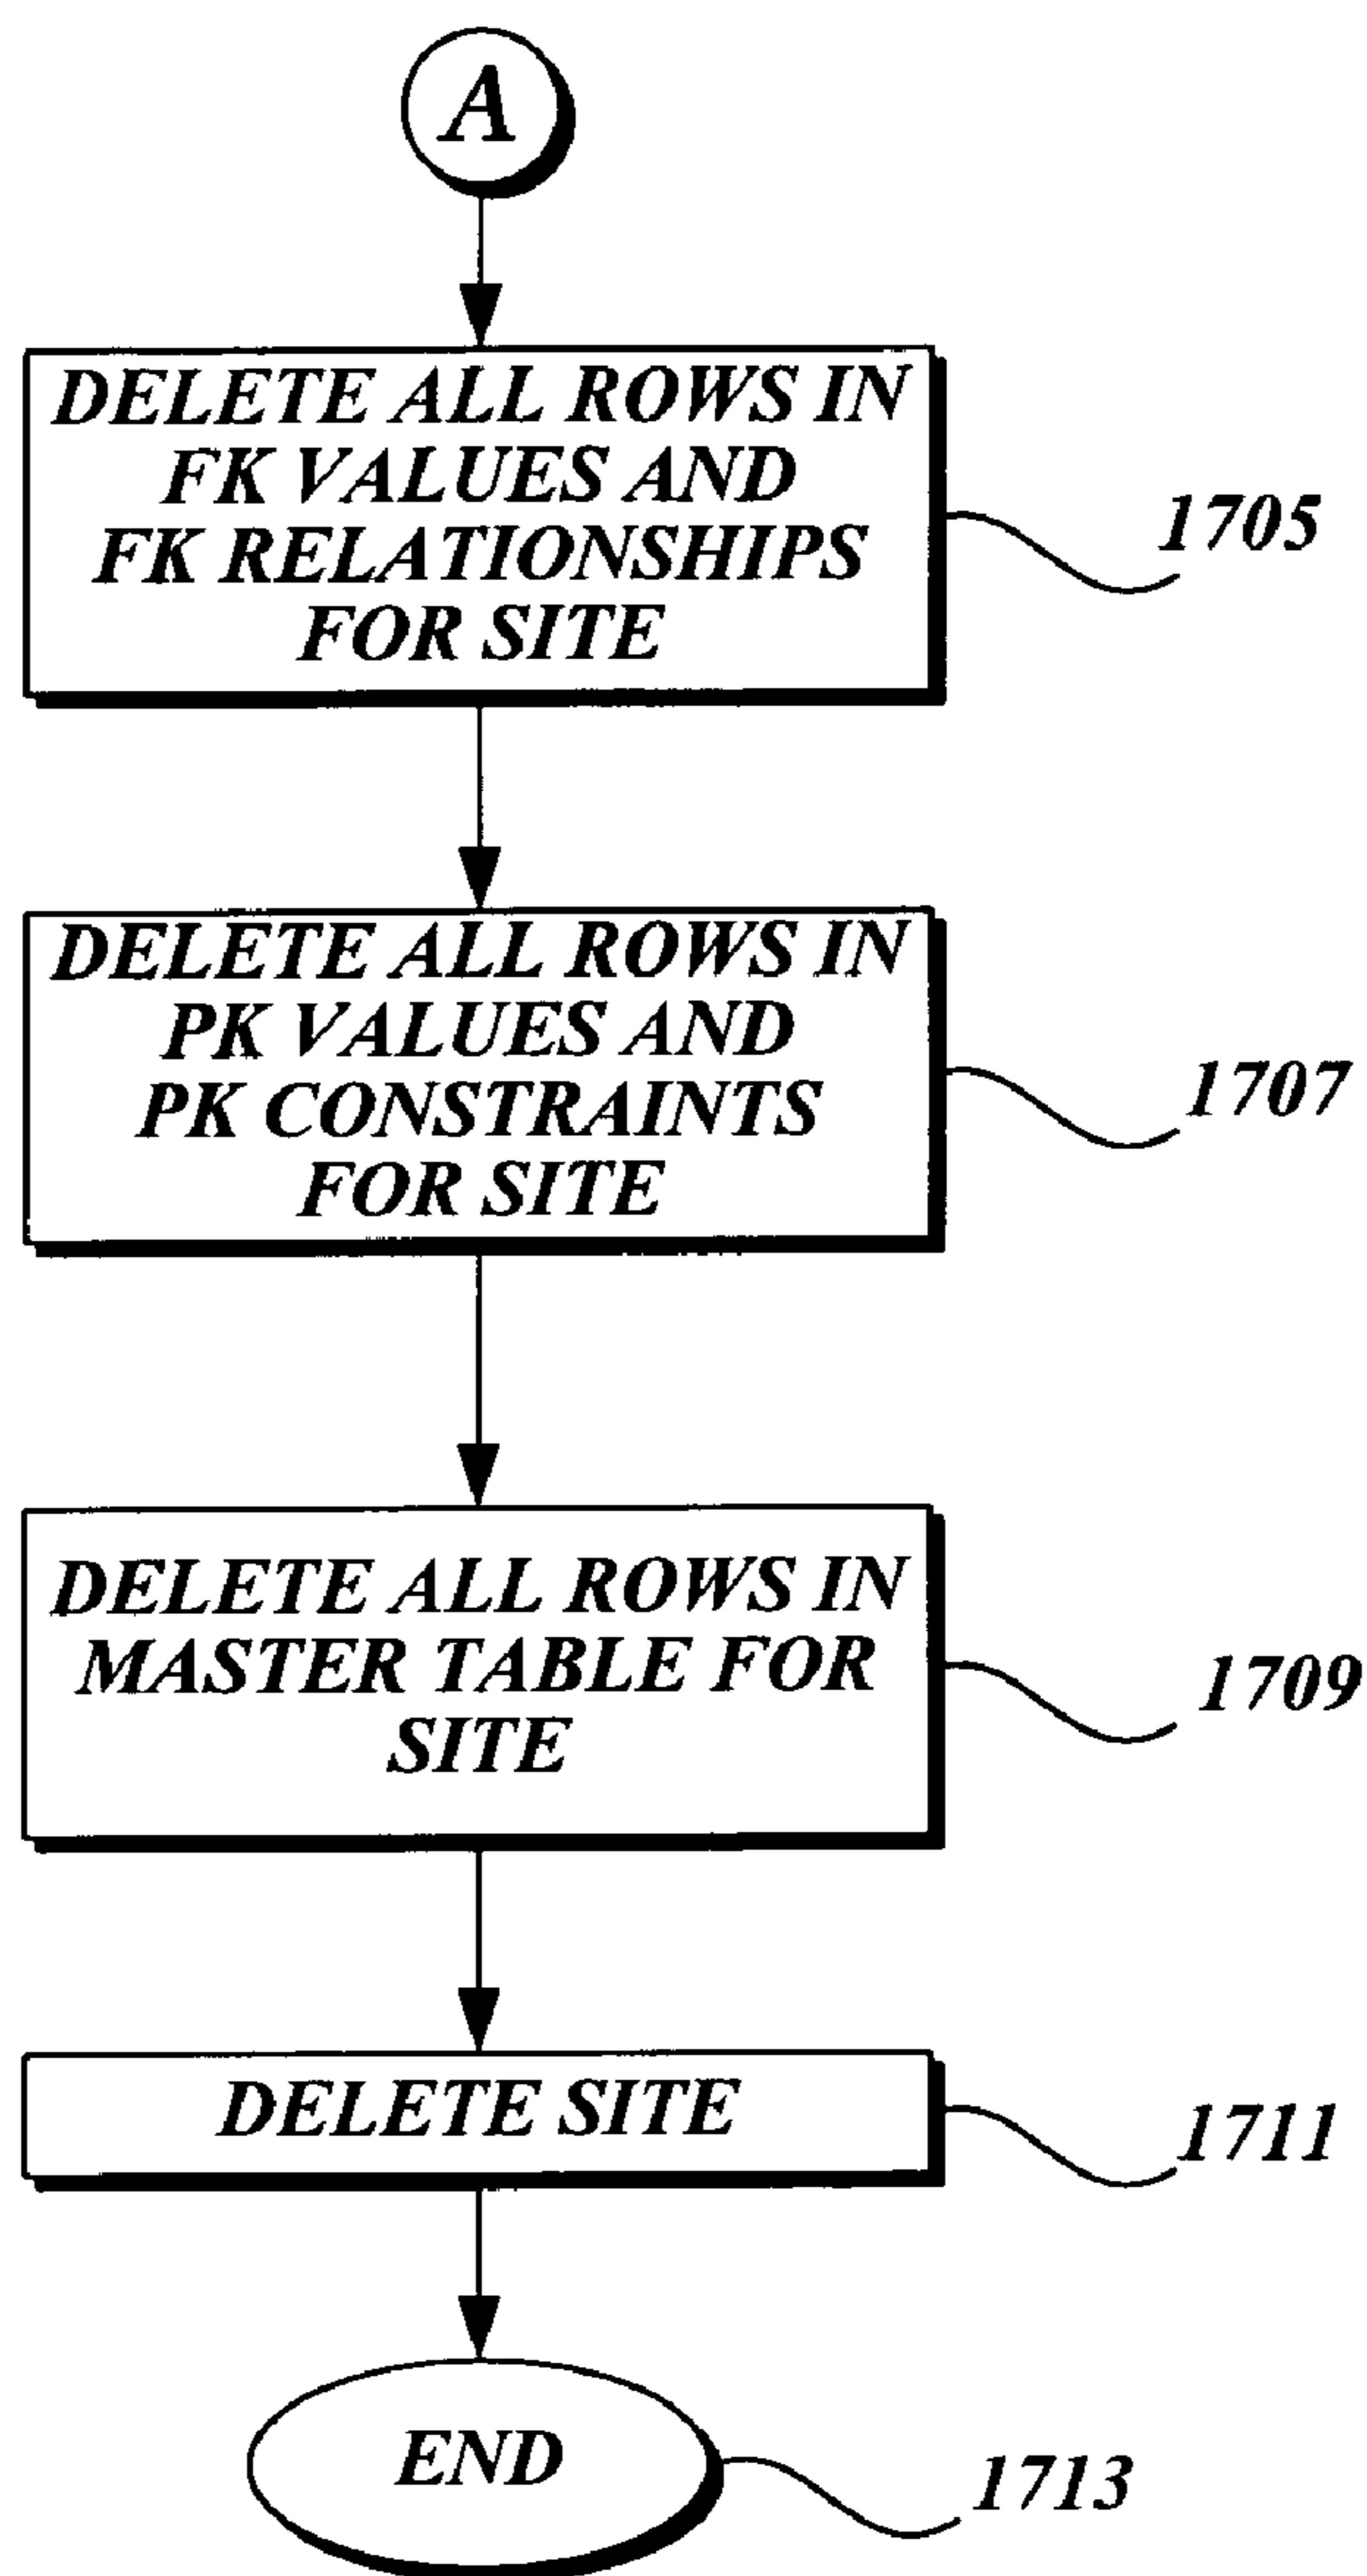 A
DELETE ALL ROWS IN
FK VALUES AND
FK RELATIONSHIPS
FOR SITE
1705
DELETE ALL ROWS IN
PK VALUES AND
PK CONSTRAINTS
FOR SITE
1707
DELETE ALL ROWS IN
MASTER TABLE FOR
SITE
1709
DELETE SITE
1711
END
1713